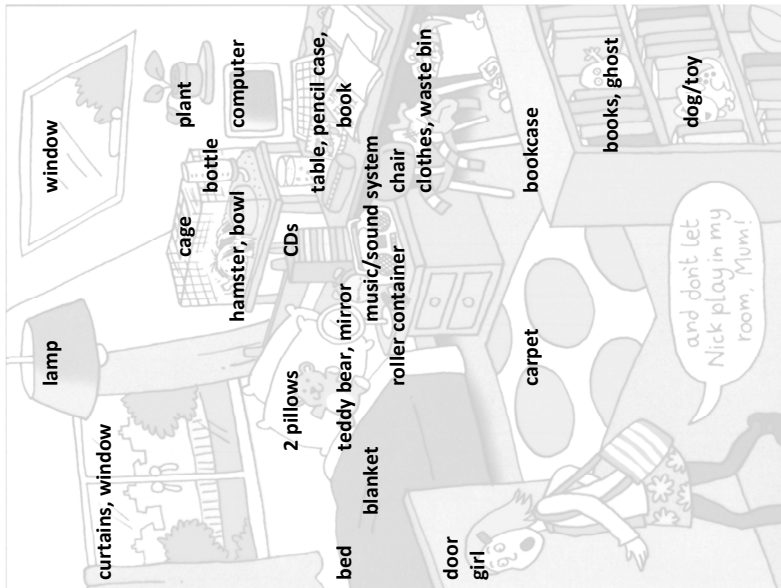 lamp
window
curtains, window
plant
computer
cage
bottle
hamster, bowl
CDs
table, pencil case,
book
2 pillows
teddy bear, mirror
music/sound system
chair
clothes, waste bin
roller container
blanket
bed
door
girl
carpet
bookcase
books, ghost
dog/toy
and don't let
Nick play in my
room, Mum!